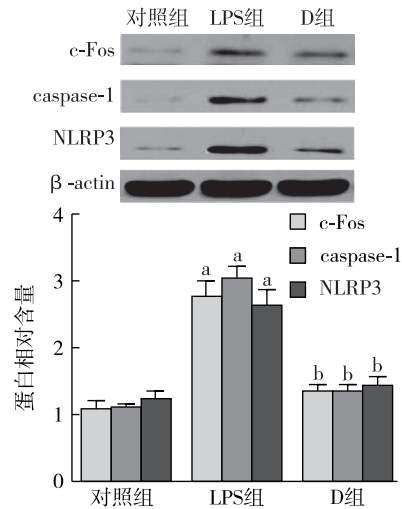 对照组 LPS组 D组
c-Fos
caspase-1
NLRP3
β-actin
4
3
2
1
0
蛋白相对含量
c-Fos
caspase-1
NLRP3
a a a
b b b
对照组 LPS组 D组